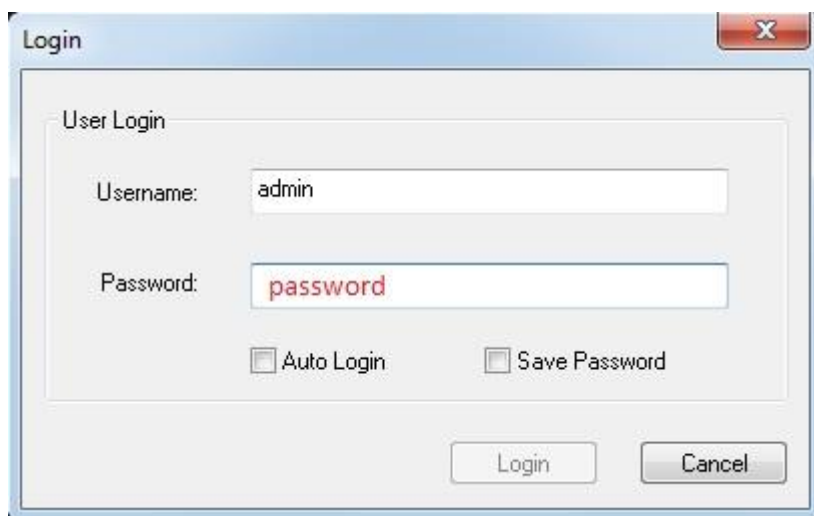 Login
User Login
Username: admin
Password: password
Auto Login Save Password
Login Cancel